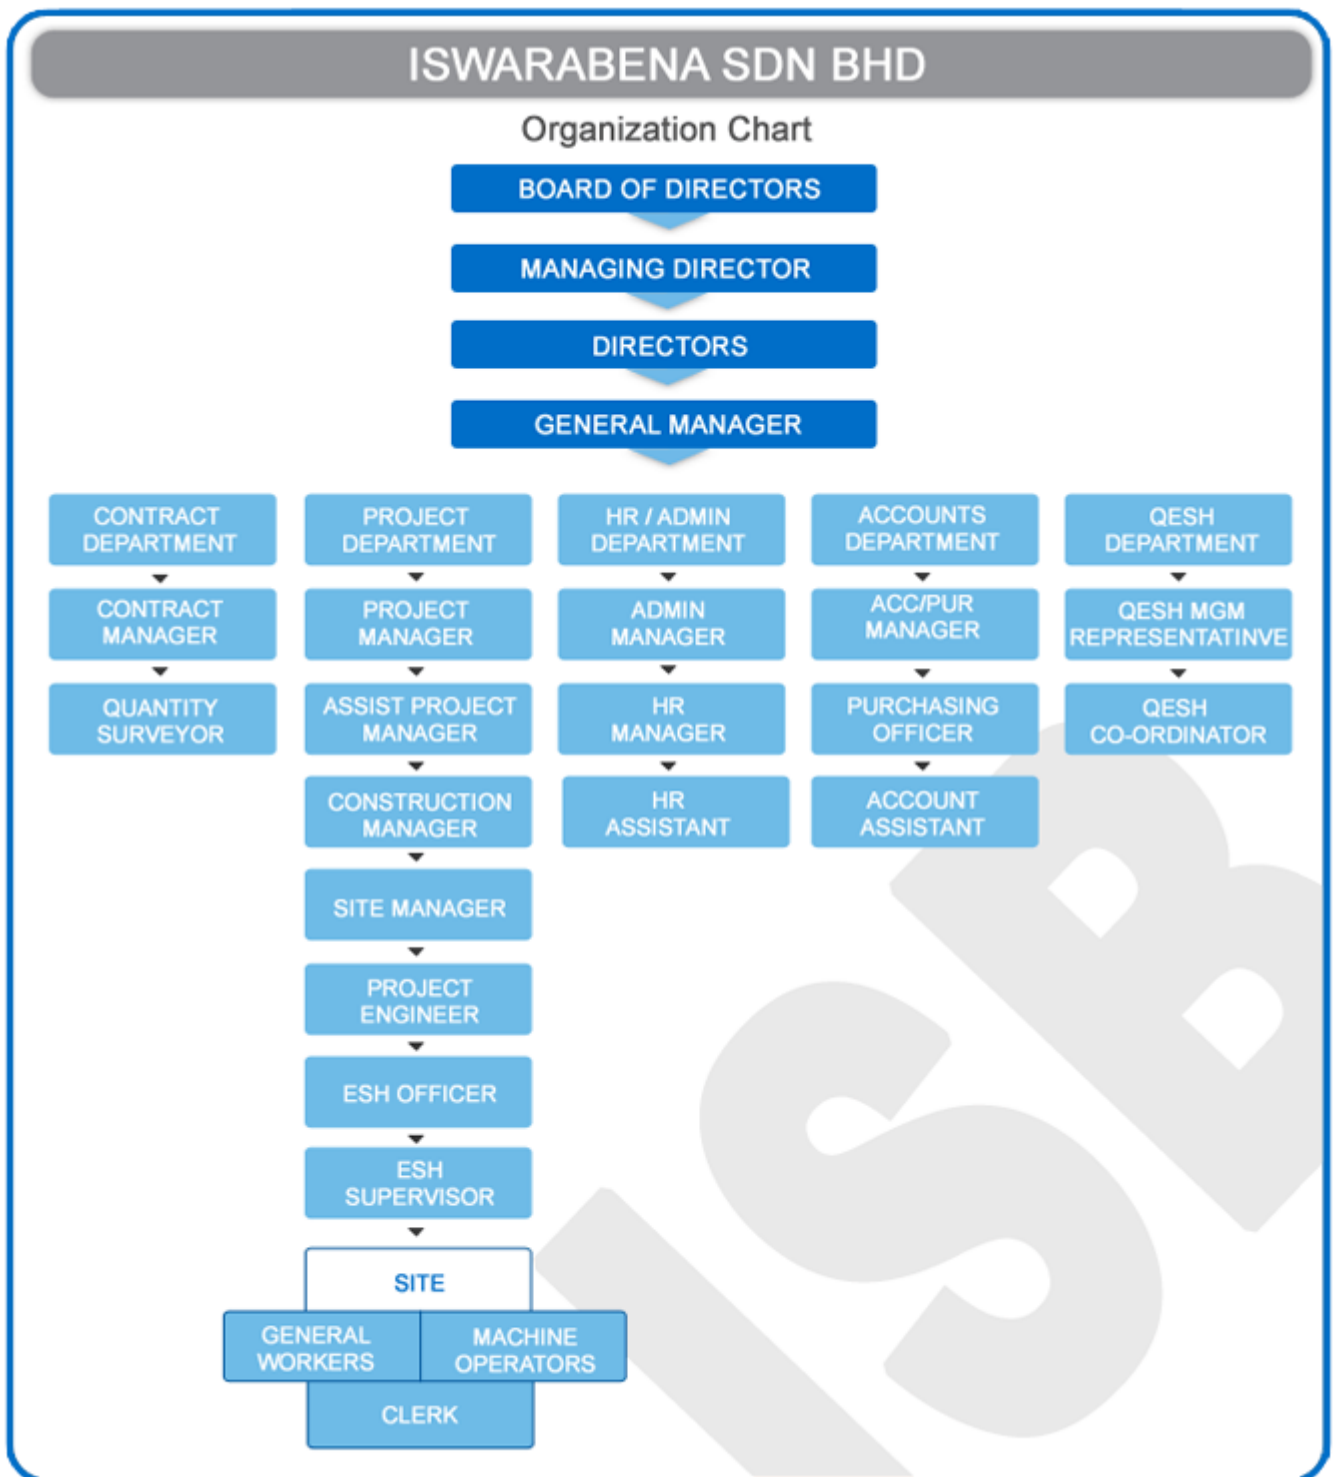 ISWARABENA SDN BHD
Organization Chart
BOARD OF DIRECTORS
MANAGING DIRECTOR
DIRECTORS
GENERAL MANAGER
CONTRACT
DEPARTMENT
CONTRACT
MANAGER
QUANTITY
SURVEYOR
PROJECT
DEPARTMENT
PROJECT
MANAGER
ASSIST PROJECT
MANAGER
CONSTRUCTION
MANAGER
SITE MANAGER
PROJECT
ENGINEER
ESH OFFICER
ESH
SUPERVISOR
SITE
GENERAL
WORKERS
MACHINE
OPERATORS
CLERK
HR / ADMIN
DEPARTMENT
ADMIN
MANAGER
HR
MANAGER
HR
ASSISTANT
ACCOUNTS
DEPARTMENT
ACC/PUR
MANAGER
PURCHASING
OFFICER
ACCOUNT
ASSISTANT
QESH
DEPARTMENT
QESH MGM
REPRESENTATINVE
QESH
CO-ORDINATOR
ISB